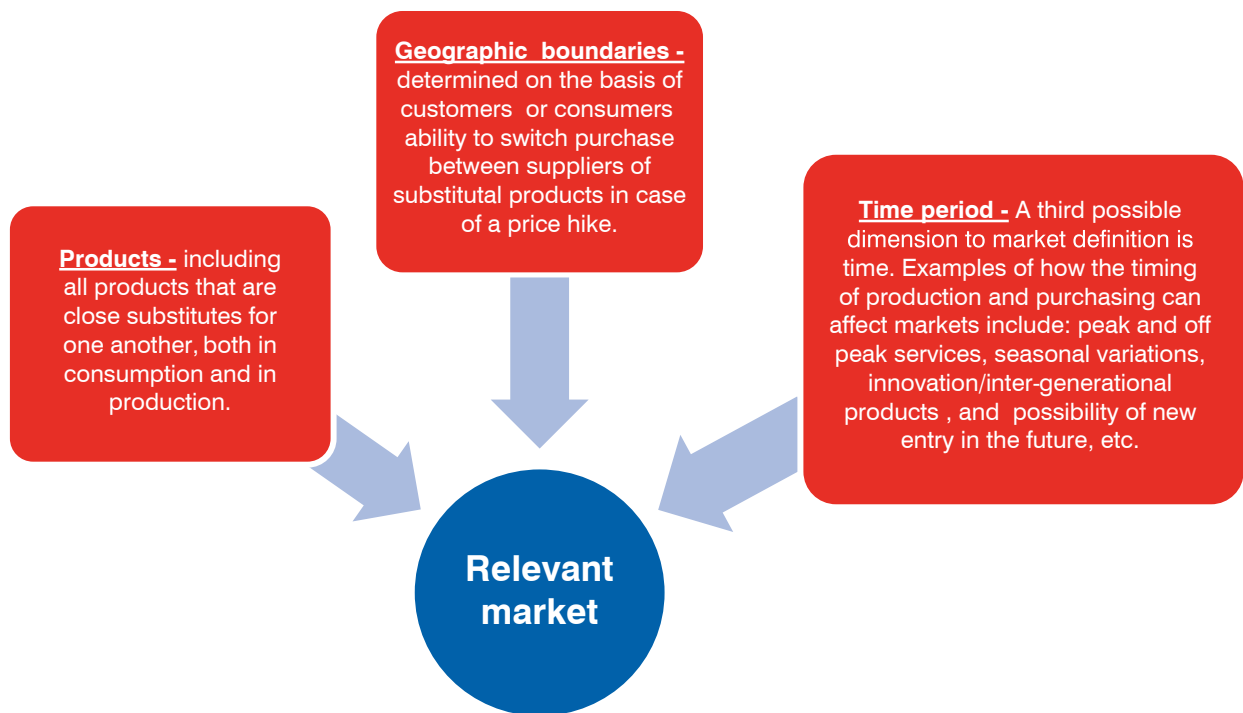 Geographic boundaries -
determined on the basis of
customers or consumers
ability to switch purchase
between suppliers of
substitutal products in case
of a price hike.
Products - including
all products that are
close substitutes for
one another, both in
consumption and in
production.
Time period - A third possible
dimension to market definition is
time. Examples of how the timing
of production and purchasing can
affect markets include: peak and off
peak services, seasonal variations,
innovation/inter-generational
products , and possibility of new
entry in the future, etc.
Relevant
market